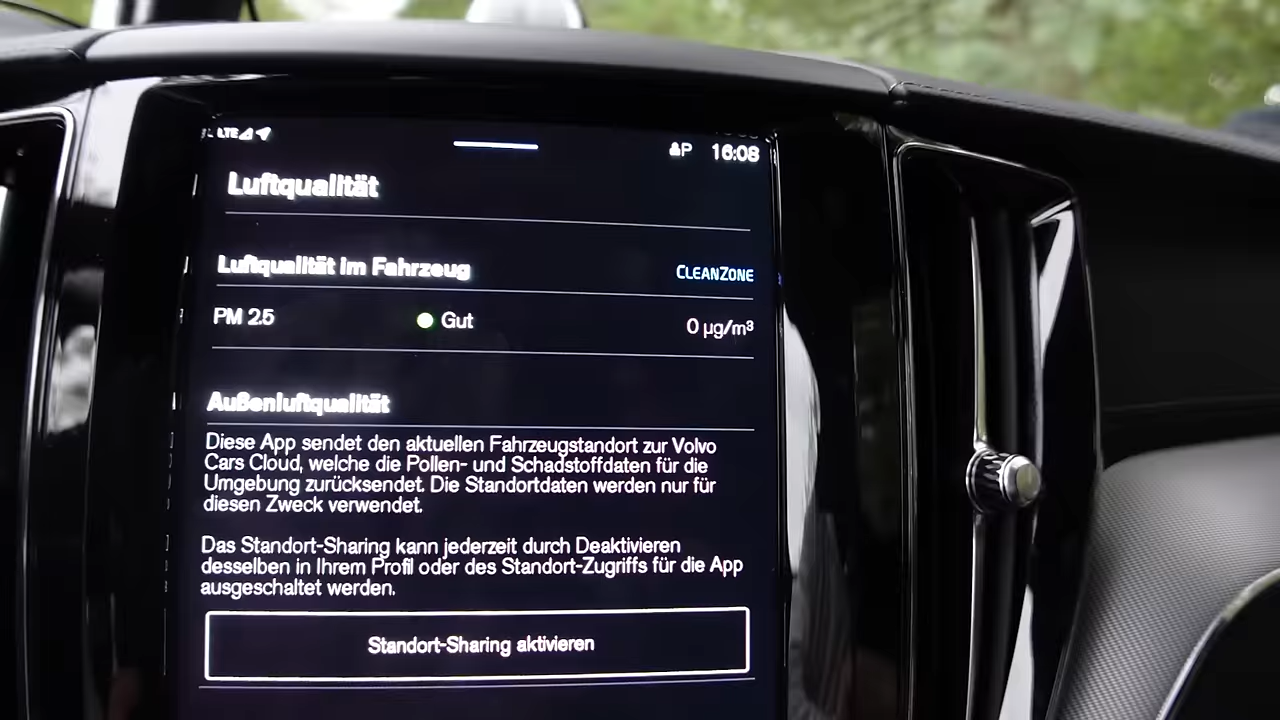 LTE P 16:08
Luftqualität
Luftqualität im Fahrzeug CLEANZONE
PM 2.5 Gut 0 µg/m³
Außenluftqualität
Diese App sendet den aktuellen Fahrzeugstandort zur Volvo
Cars Cloud, welche die Pollen- und Schadstoffdaten für die
Umgebung zurücksendet. Die Standortdaten werden nur für
diesen Zweck verwendet.
Das Standort-Sharing kann jederzeit durch Deaktivieren
desselben in Ihrem Profil oder des Standort-Zugriffs für die App
ausgeschaltet werden.
Standort-Sharing aktivieren